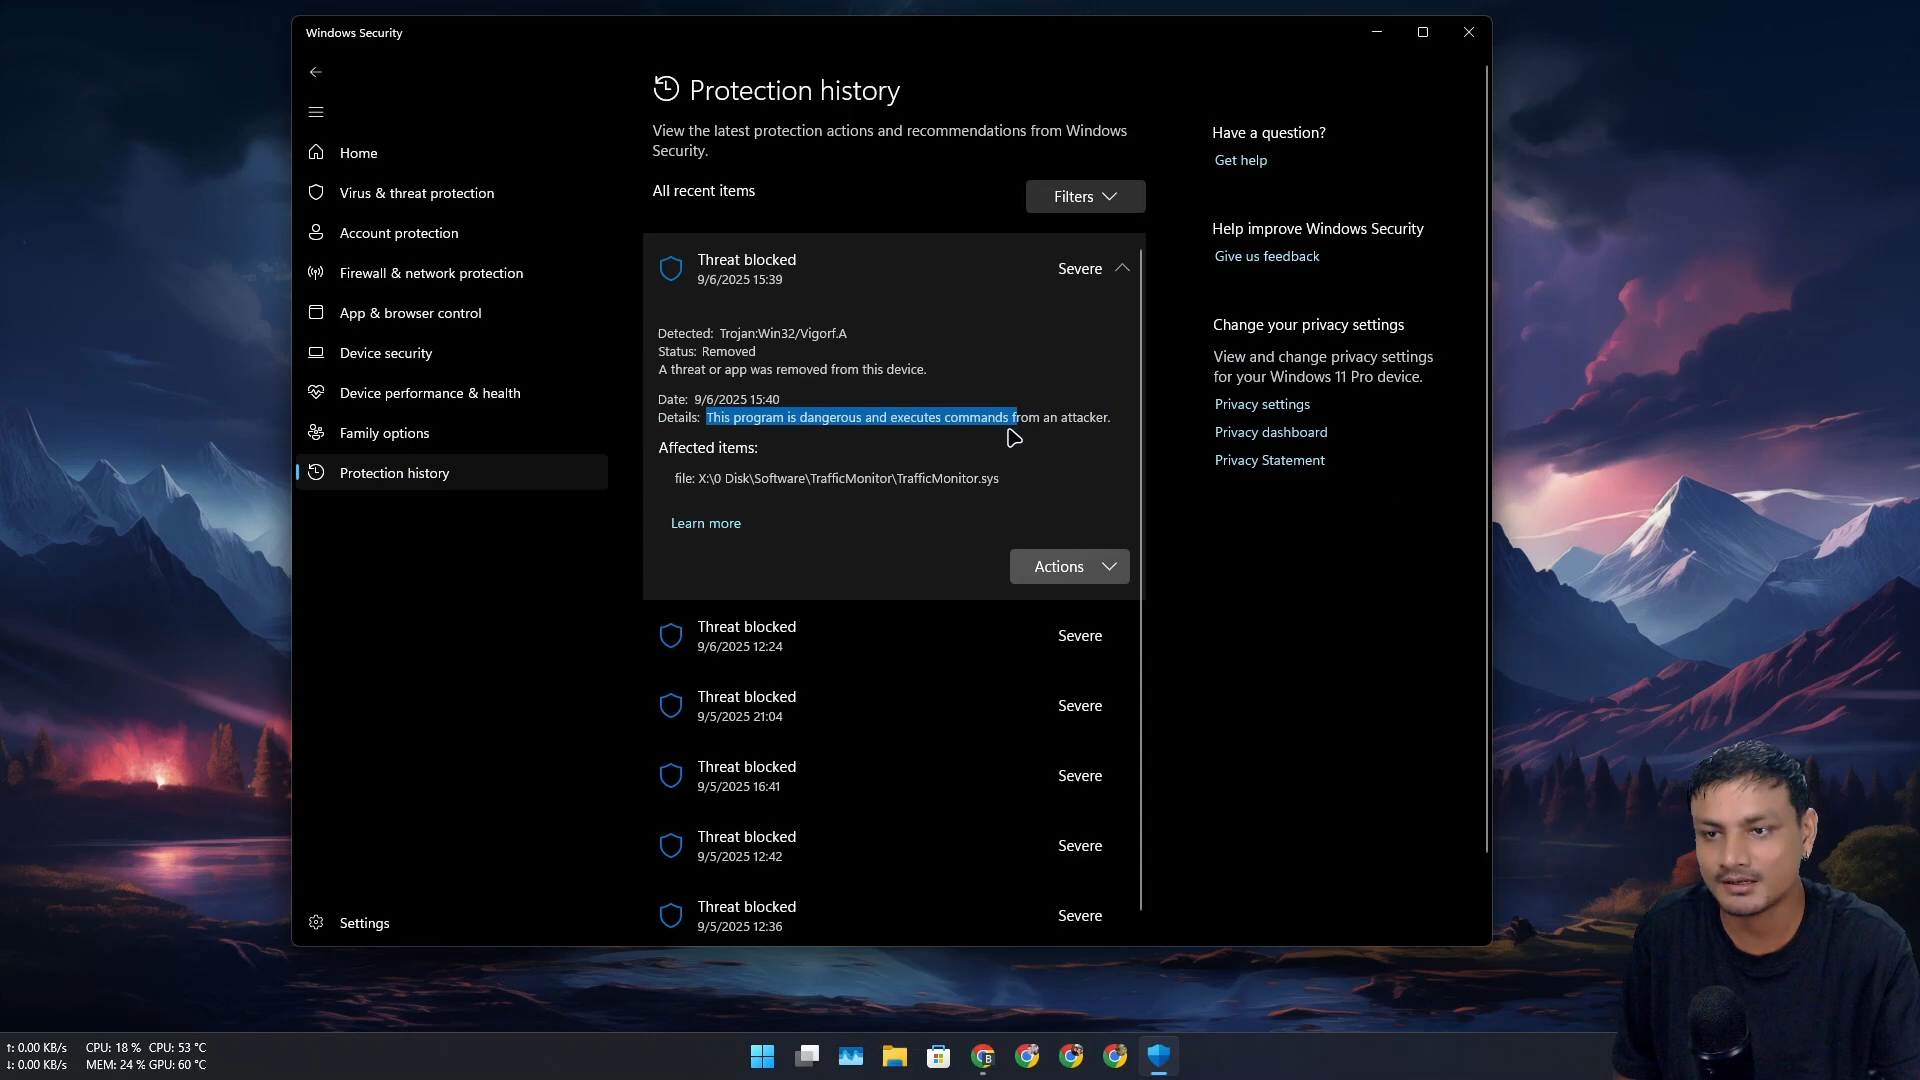 Windows Security
Home
Virus & threat protection
Account protection
Firewall & network protection
App & browser control
Device security
Device performance & health
Family options
Protection history
Settings
Protection history
View the latest protection actions and recommendations from Windows
Security.
All recent items
Filters
Threat blocked
9/6/2025 15:39
Severe
Detected: Trojan:Win32/Vigorf.A
Status: Removed
A threat or app was removed from this device.
Date: 9/6/2025 15:40
Details: This program is dangerous and executes commands from an attacker.
Affected items:
file: X:\0 Disk\Software\TrafficMonitor\TrafficMonitor.sys
Learn more
Actions
Threat blocked
9/6/2025 12:24
Severe
Threat blocked
9/5/2025 21:04
Severe
Threat blocked
9/5/2025 16:41
Severe
Threat blocked
9/5/2025 12:42
Severe
Threat blocked
9/5/2025 12:36
Severe
Have a question?
Get help
Help improve Windows Security
Give us feedback
Change your privacy settings
View and change privacy settings
for your Windows 11 Pro device.
Privacy settings
Privacy dashboard
Privacy Statement
↑: 0.00 KB/s CPU: 18 % CPU: 53 °C
↓: 0.00 KB/s MEM: 24 % GPU: 60 °C
B